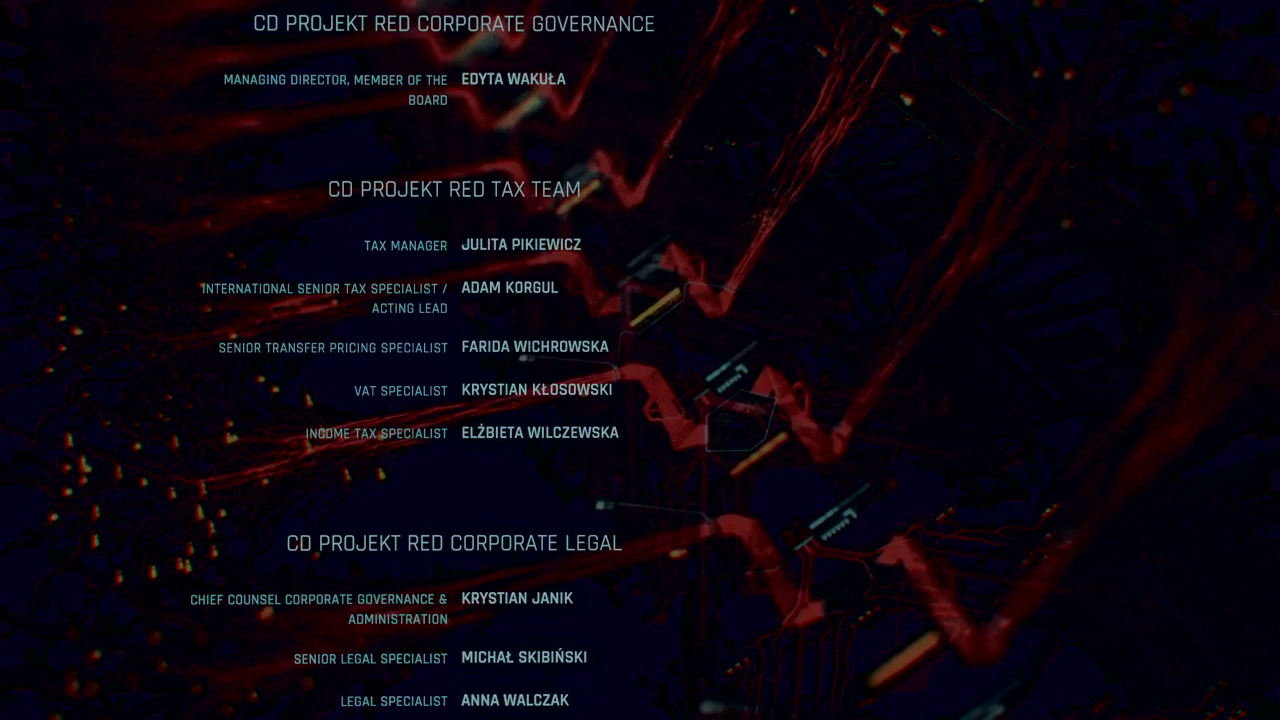 CD PROJEKT RED CORPORATE GOVERNANCE
MANAGING DIRECTOR, MEMBER OF THE EDYTA WAKUŁA
BOARD
CD PROJEKT RED TAX TEAM
TAX MANAGER JULITA PIKIEWICZ
INTERNATIONAL SENIOR TAX SPECIALIST / ADAM KORGUL
ACTING LEAD
SENIOR TRANSFER PRICING SPECIALIST FARIDA WICHROWSKA
VAT SPECIALIST KRYSTIAN KŁOSOWSKI
INCOME TAX SPECIALIST ELŻBIETA WILCZEWSKA
CD PROJEKT RED CORPORATE LEGAL
CHIEF COUNSEL CORPORATE GOVERNANCE & KRYSTIAN JANIK
ADMINISTRATION
SENIOR LEGAL SPECIALIST MICHAŁ SKIBIŃSKI
LEGAL SPECIALIST ANNA WALCZAK